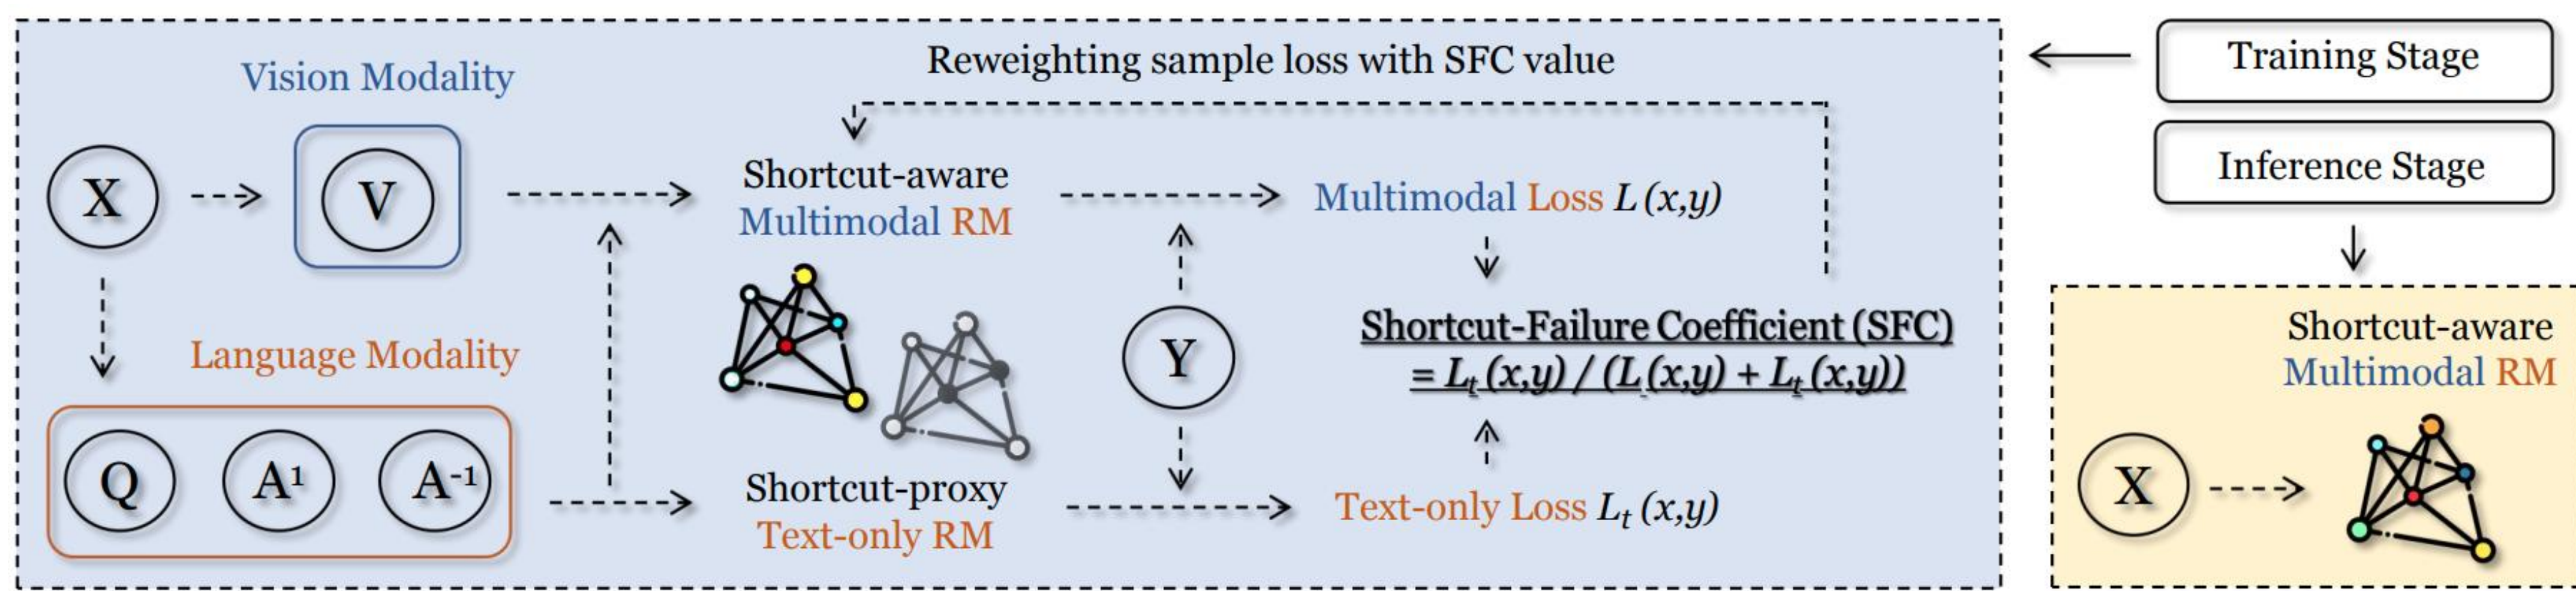 Reweighting sample loss with SFC value
Vision Modality
X
V
Shortcut-aware
Multimodal RM
Multimodal Loss L (x,y)
Language Modality
Q
A¹
A⁻¹
Y
Shortcut-Failure Coefficient (SFC)
= Lₜ (x,y) / (L (x,y) + Lₜ (x,y))
Shortcut-proxy
Text-only RM
Text-only Loss Lₜ (x,y)
Training Stage
Inference Stage
Shortcut-aware
Multimodal RM
X